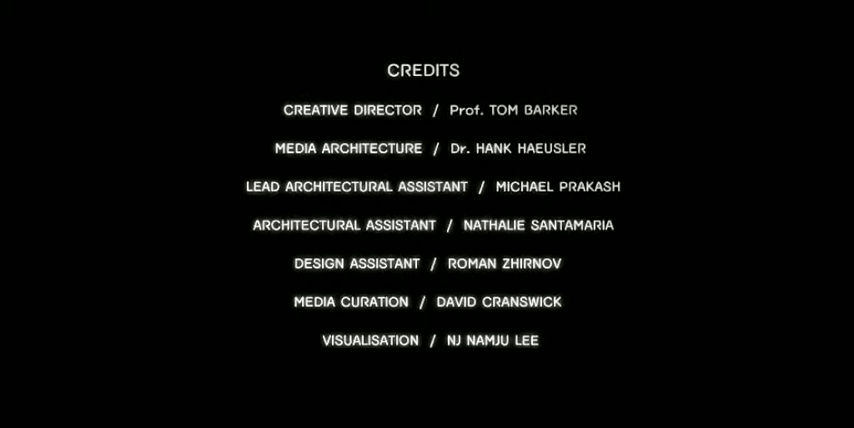 CREDITS
CREATIVE DIRECTOR / Prof. TOM BARKER
MEDIA ARCHITECTURE / Dr. HANK HAEUSLER
LEAD ARCHITECTURAL ASSISTANT / MICHAEL PRAKASH
ARCHITECTURAL ASSISTANT / NATHALIE SANTAMARIA
DESIGN ASSISTANT / ROMAN ZHIRNOV
MEDIA CURATION / DAVID CRANSWICK
VISUALISATION / NJ NAMJU LEE